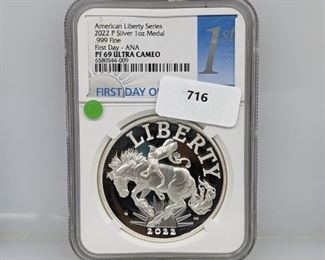 American Liberty Series
2022 P Silver 1oz Medal
.999 Fine
First Day - ANA
PF 69 ULTRA CAMEO
6580544-009
1st
FIRST DAY O
716
LIBERTY
2022